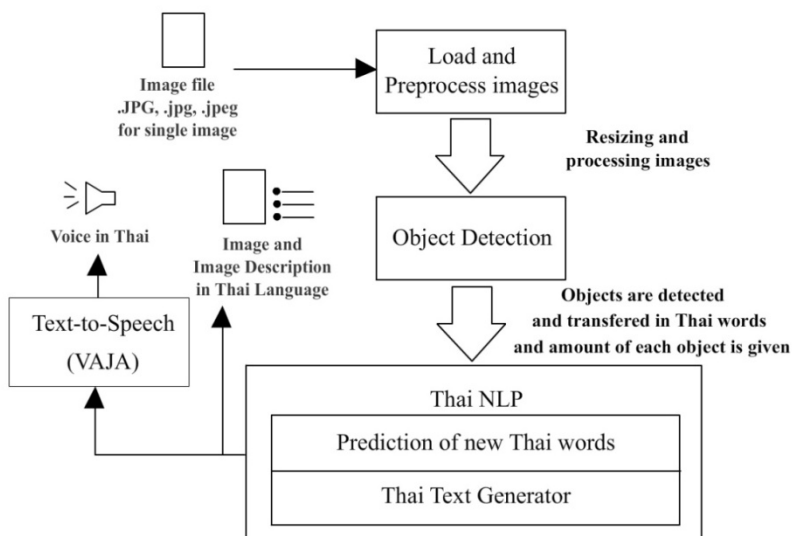 Image file
.JPG, .jpg, .jpeg
for single image
Load and
Preprocess images
Resizing and
processing images
Object Detection
Voice in Thai
Image and
Image Description
in Thai Language
Objects are detected
and transfered in Thai words
and amount of each object is given
Text-to-Speech
(VAJA)
Thai NLP
Prediction of new Thai words
Thai Text Generator